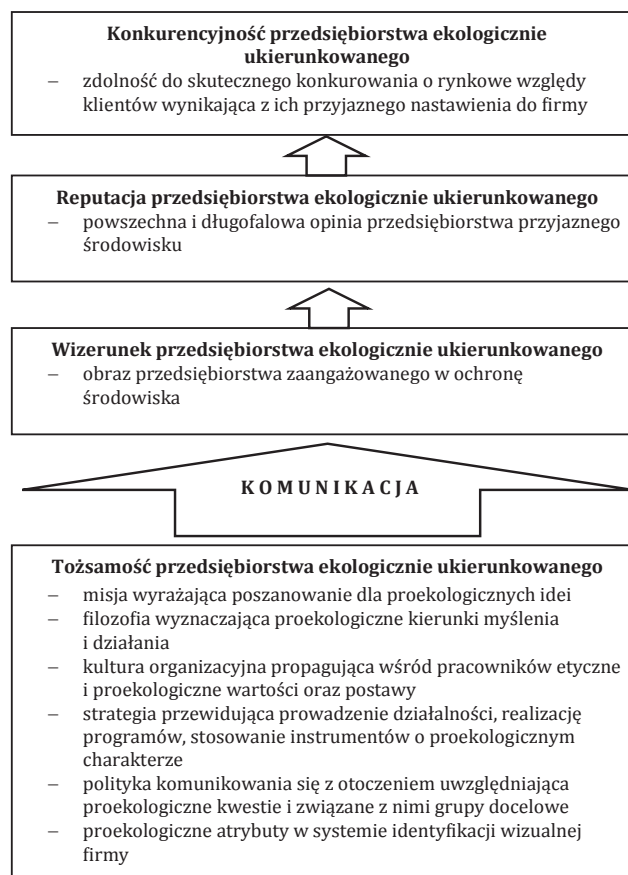 Konkurencyjność przedsiębiorstwa ekologicznie
ukierunkowanego
– zdolność do skutecznego konkurowania o rynkowe względy
klientów wynikająca z ich przyjaznego nastawienia do firmy
Reputacja przedsiębiorstwa ekologicznie ukierunkowanego
– powszechna i długofalowa opinia przedsiębiorstwa przyjaznego
środowisku
Wizerunek przedsiębiorstwa ekologicznie ukierunkowanego
– obraz przedsiębiorstwa zaangażowanego w ochronę
środowiska
KOMUNIKACJA
Tożsamość przedsiębiorstwa ekologicznie ukierunkowanego
– misja wyrażająca poszanowanie dla proekologicznych idei
– filozofia wyznaczająca proekologiczne kierunki myślenia
i działania
– kultura organizacyjna propagująca wśród pracowników etyczne
i proekologiczne wartości oraz postawy
– strategia przewidująca prowadzenie działalności, realizację
programów, stosowanie instrumentów o proekologicznym
charakterze
– polityka komunikowania się z otoczeniem uwzględniająca
proekologiczne kwestie i związane z nimi grupy docelowe
– proekologiczne atrybuty w systemie identyfikacji wizualnej
firmy